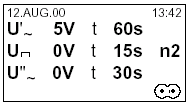 12.AUG.00 13:42
U'~ 5V t 60s
U⎍ 0V t 15s n2
U"~ 0V t 30s